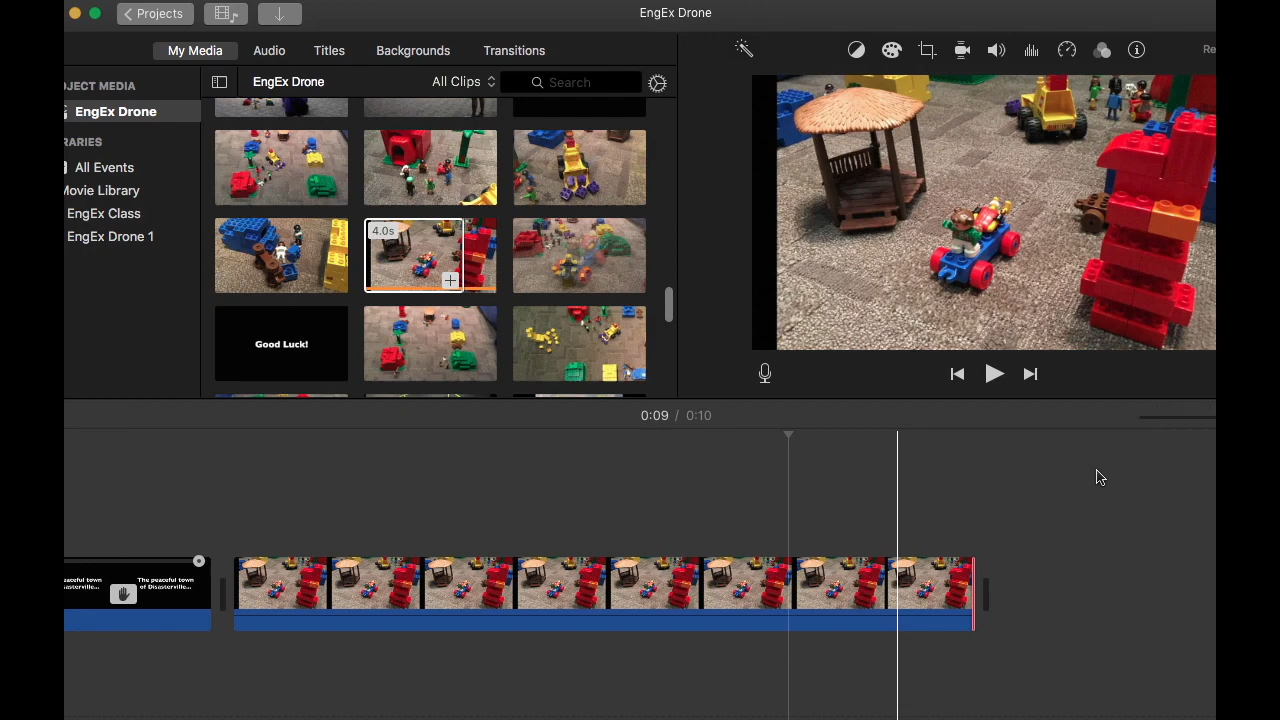 Projects
EngEx Drone
My Media Audio Titles Backgrounds Transitions
Re
OJECT MEDIA
EngEx Drone All Clips Search
EngEx Drone
RARIES
All Events
Movie Library
EngEx Class
EngEx Drone 1
4.0s
Good Luck!
0:09 / 0:10
eaceful town
sasterville...
The peaceful town
of Disasterville...